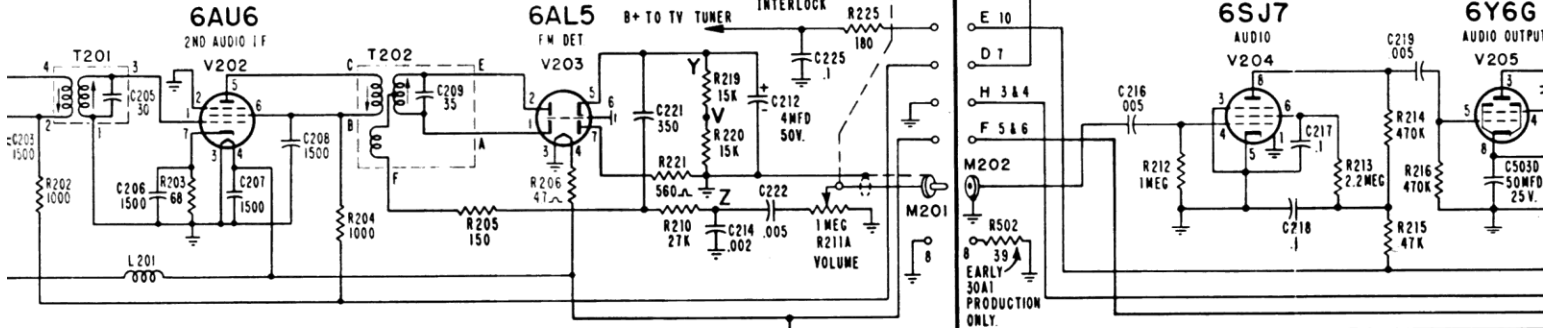 6AU6
2ND AUDIO IF
V202
6AL5
FM DET
V203
B+ TO TV TUNER
INTERLOCK
R225
180
C225
.1
E 10
D 7
H 3 & 4
F 5 & 6
6SJ7
AUDIO
V204
6Y6G
AUDIO OUTPUT
V205
T201
4
3
1
C205
30
5
2
6
7
3
4
T202
C
E
B
A
F
C209
35
2
1
5
6
7
3
4
Y
R219
15K
V
R220
15K
C212
4MFD
50V.
+
-
C221
350
C203
1500
R202
1000
C206
1500
R203
68
C207
1500
C208
1500
R204
1000
L201
R205
150
R206
47
R221
560
Z
R210
27K
C214
.002
C222
.005
1MEG
R211A
VOLUME
M201
8
M202
R502
39
8
EARLY
30A1
PRODUCTION
ONLY.
C216
005
R212
1MEG
8
3
4
6
5
1
C217
.1
R213
2.2MEG
C218
.1
R214
470K
R215
47K
C219
005
R216
470K
5
4
8
C503D
50MFD
25V.